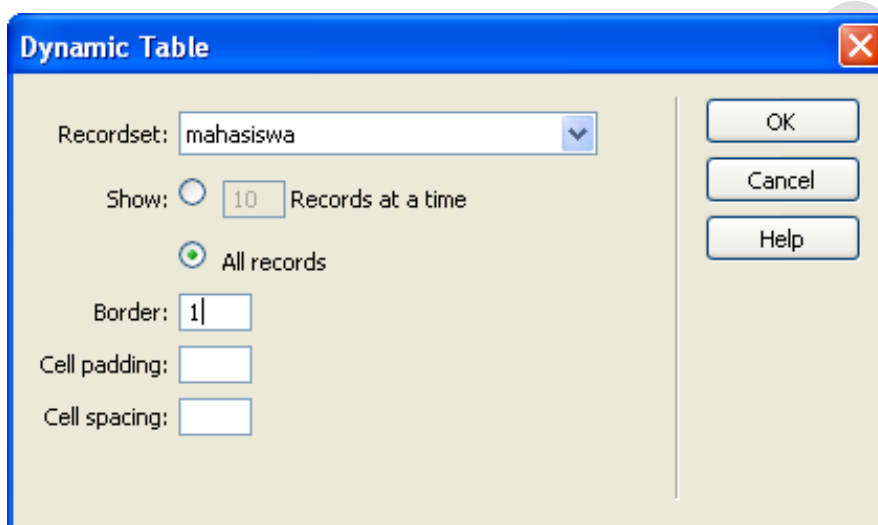 Dynamic Table
Recordset: mahasiswa
OK
Show: 10 Records at a time
Cancel
All records
Help
Border: 1
Cell padding:
Cell spacing: